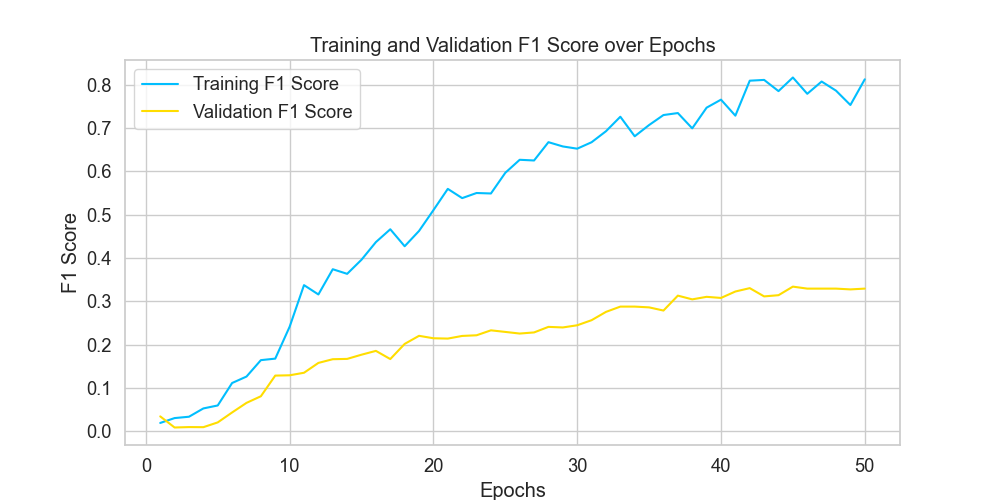 Training and Validation F1 Score over Epochs
Training F1 Score
Validation F1 Score
F1 Score
0.8
0.7
0.6
0.5
0.4
0.3
0.2
0.1
0.0
0 10 20 30 40 50
Epochs